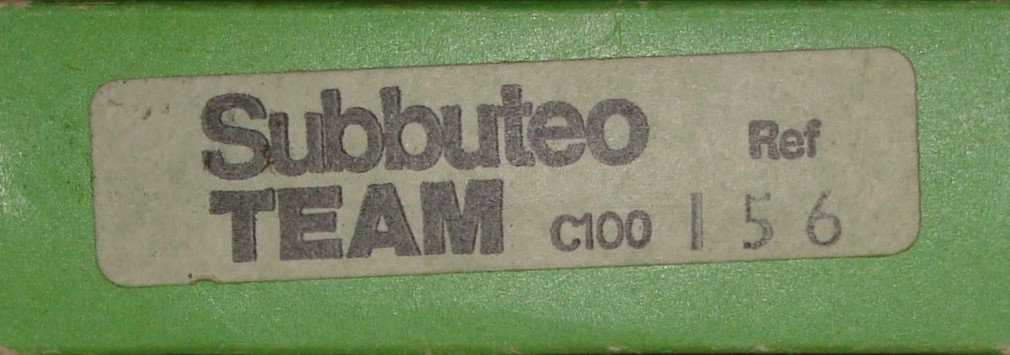 Subbuteo Ref
TEAM C100 156